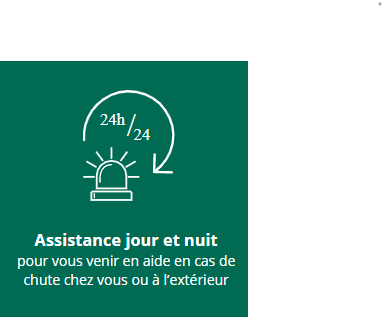 24h/24
Assistance jour et nuit
pour vous venir en aide en cas de
chute chez vous ou à l'extérieur